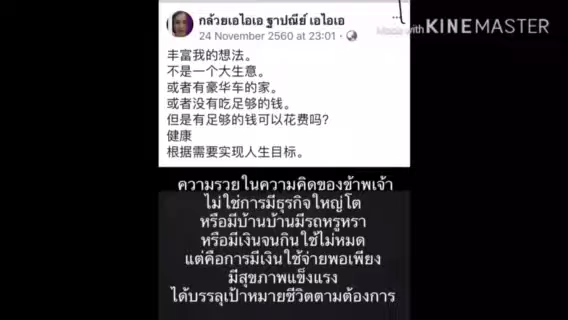 กล้วยเอไอเอ ฐาปณีย์ เอไอเอ
24 November 2560 at 23:01 ·
Made with KINEMASTER
丰富我的想法。
不是一个大生意。
或者有豪华车的家。
或者没有吃足够的钱。
但是有足够的钱可以花费吗?
健康
根据需要实现人生目标。
ความรวยในความคิดของข้าพเจ้า
ไม่ใช่การมีธุรกิจใหญ่โต
หรือมีบ้านบ้านมีรถหรูหรา
หรือมีเงินจนกินใช้ไม่หมด
แต่คือการมีเงินใช้จ่ายพอเพียง
มีสุขภาพแข็งแรง
ได้บรรลุเป้าหมายชีวิตตามต้องการ